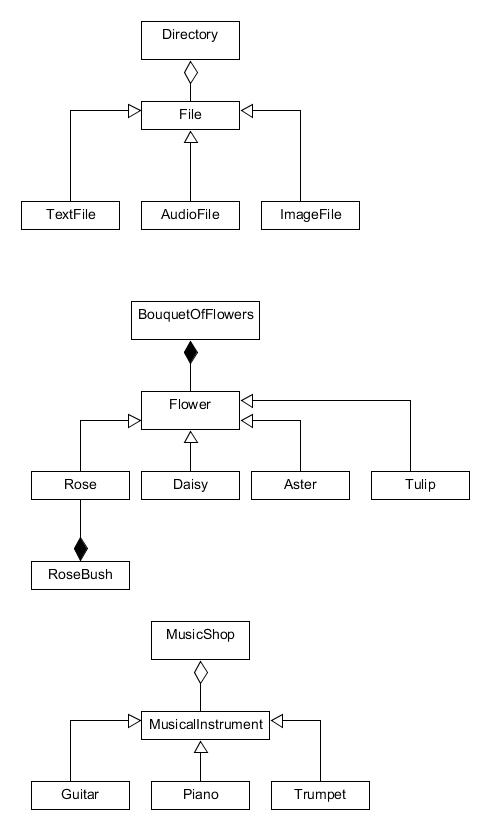 Directory
File
TextFile
AudioFile
ImageFile
BouquetOfFlowers
Flower
Rose
Daisy
Aster
Tulip
RoseBush
MusicShop
MusicalInstrument
Guitar
Piano
Trumpet